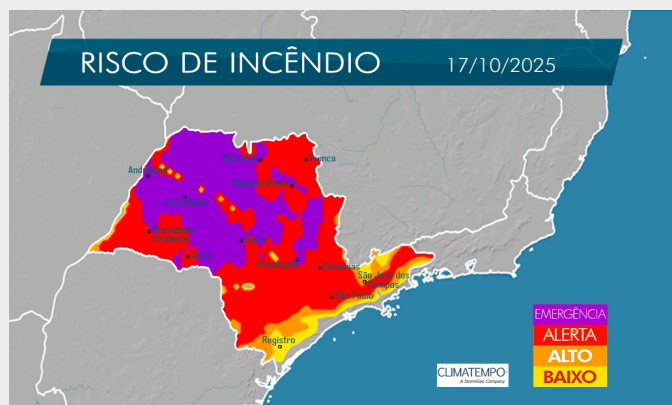 RISCO DE INCÊNDIO
17/10/2025
Franca
Presidente
Prudente
Bauru
Piracicaba
Campinas
São José dos
Campos
São Paulo
Registro
EMERGÊNCIA
ALERTA
ALTO
BAIXO
CLIMATEMPO
A StormGeo Company